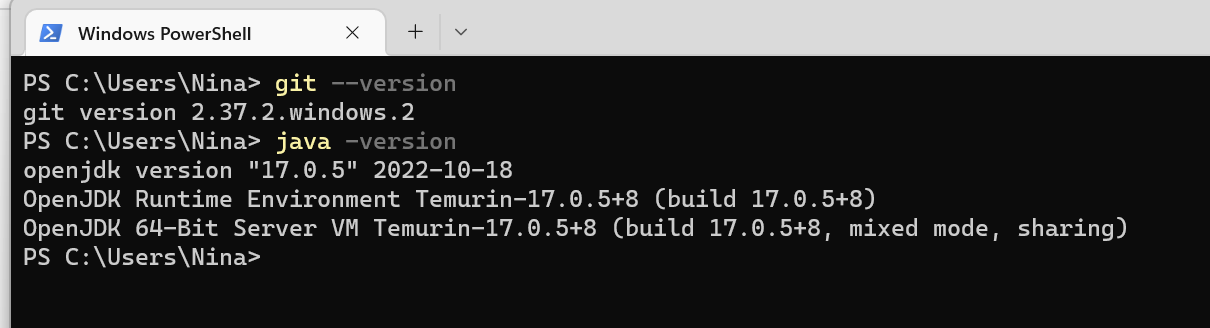 Windows PowerShell
PS C:\Users\Nina> git --version
git version 2.37.2.windows.2
PS C:\Users\Nina> java -version
openjdk version "17.0.5" 2022-10-18
OpenJDK Runtime Environment Temurin-17.0.5+8 (build 17.0.5+8)
OpenJDK 64-Bit Server VM Temurin-17.0.5+8 (build 17.0.5+8, mixed mode, sharing)
PS C:\Users\Nina>